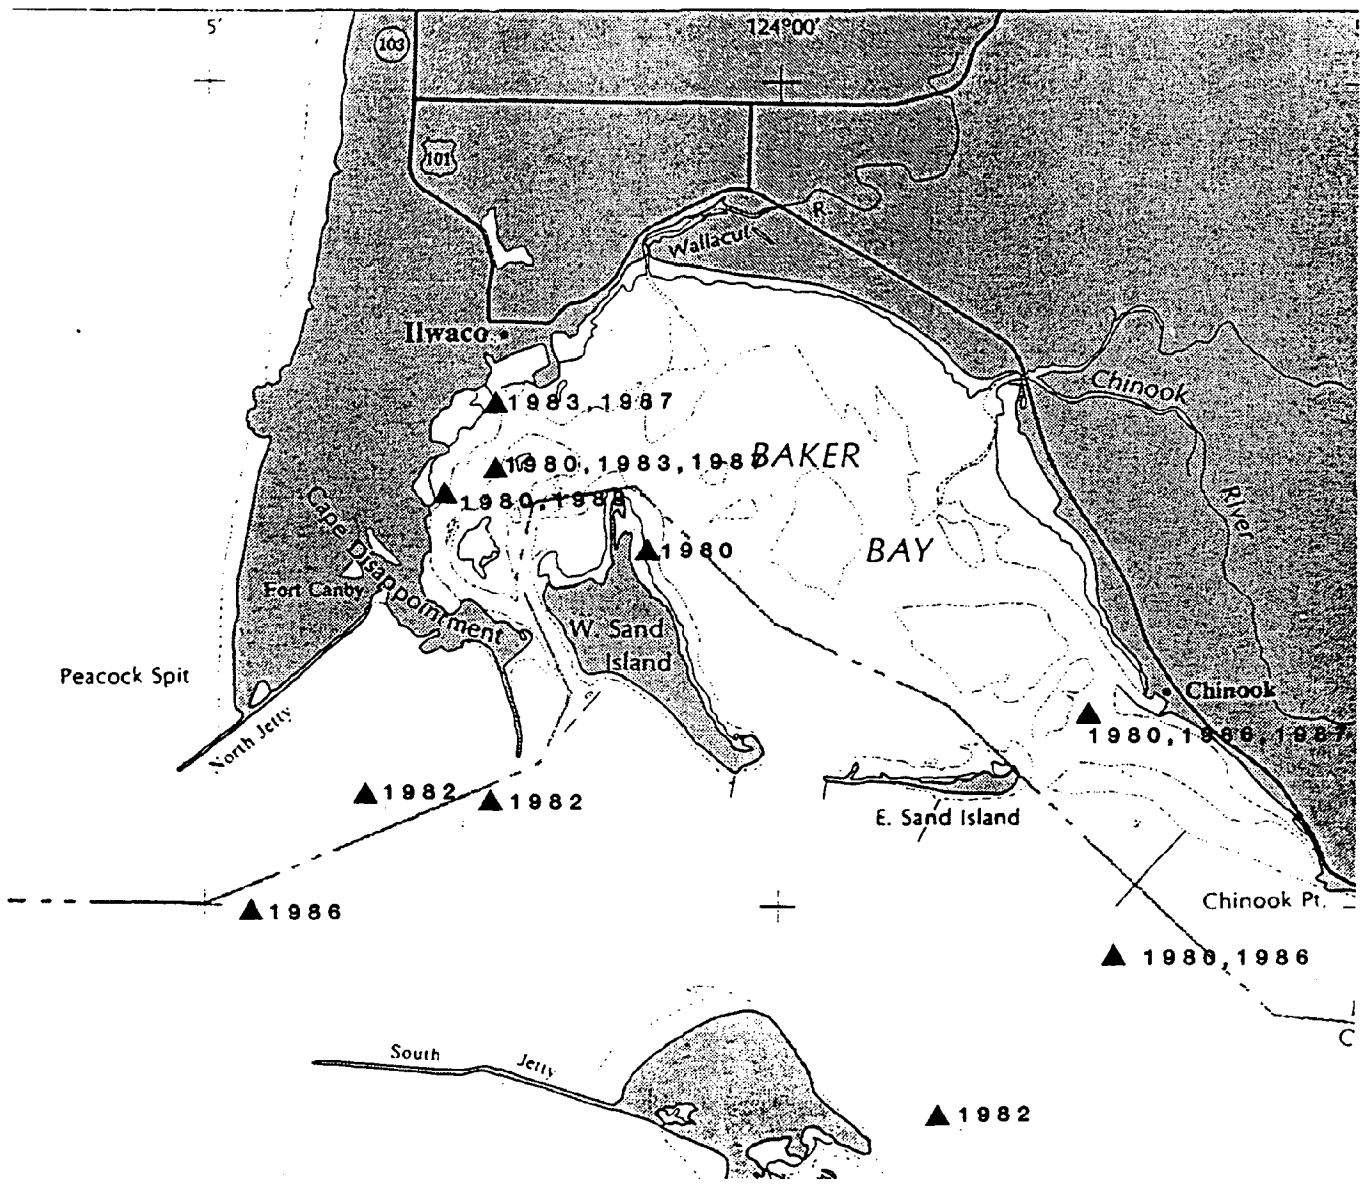 5'
124°00'
103
101
R.
Wallacut
Ilwaco
Chinook
1983,1987
BAKER
1980,1983,1987
1980,1988
River
Cape Disappointment
1980
BAY
Fort Canby
W. Sand
Island
Peacock Spit
Chinook
North Jetty
1980,1986,1987
1982
1982
E. Sand Island
Chinook Pt.
1986
1980,1986
C
South
Jetty
1982